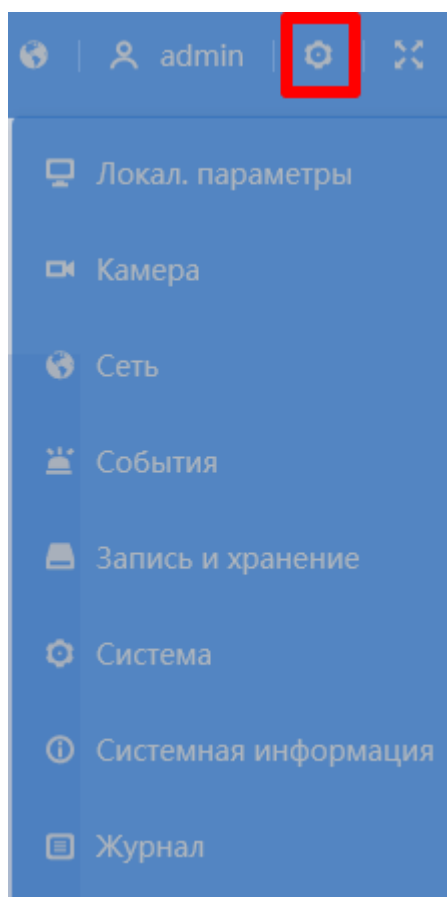 admin
Локал. параметры
Камера
Сеть
События
Запись и хранение
Система
Системная информация
Журнал